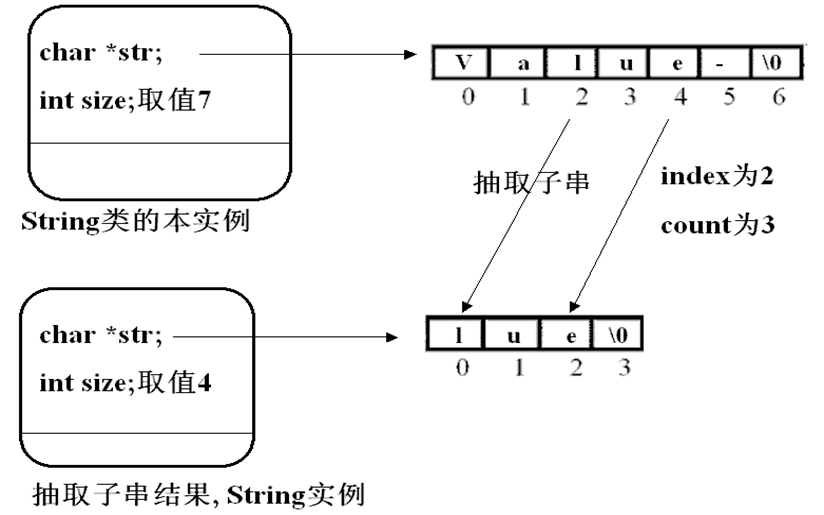 char *str;
int size;取值7
String类的本实例
V a l u e - \0
0 1 2 3 4 5 6
抽取子串
index为2
count为3
char *str;
int size;取值4
抽取子串结果, String实例
l u e \0
0 1 2 3